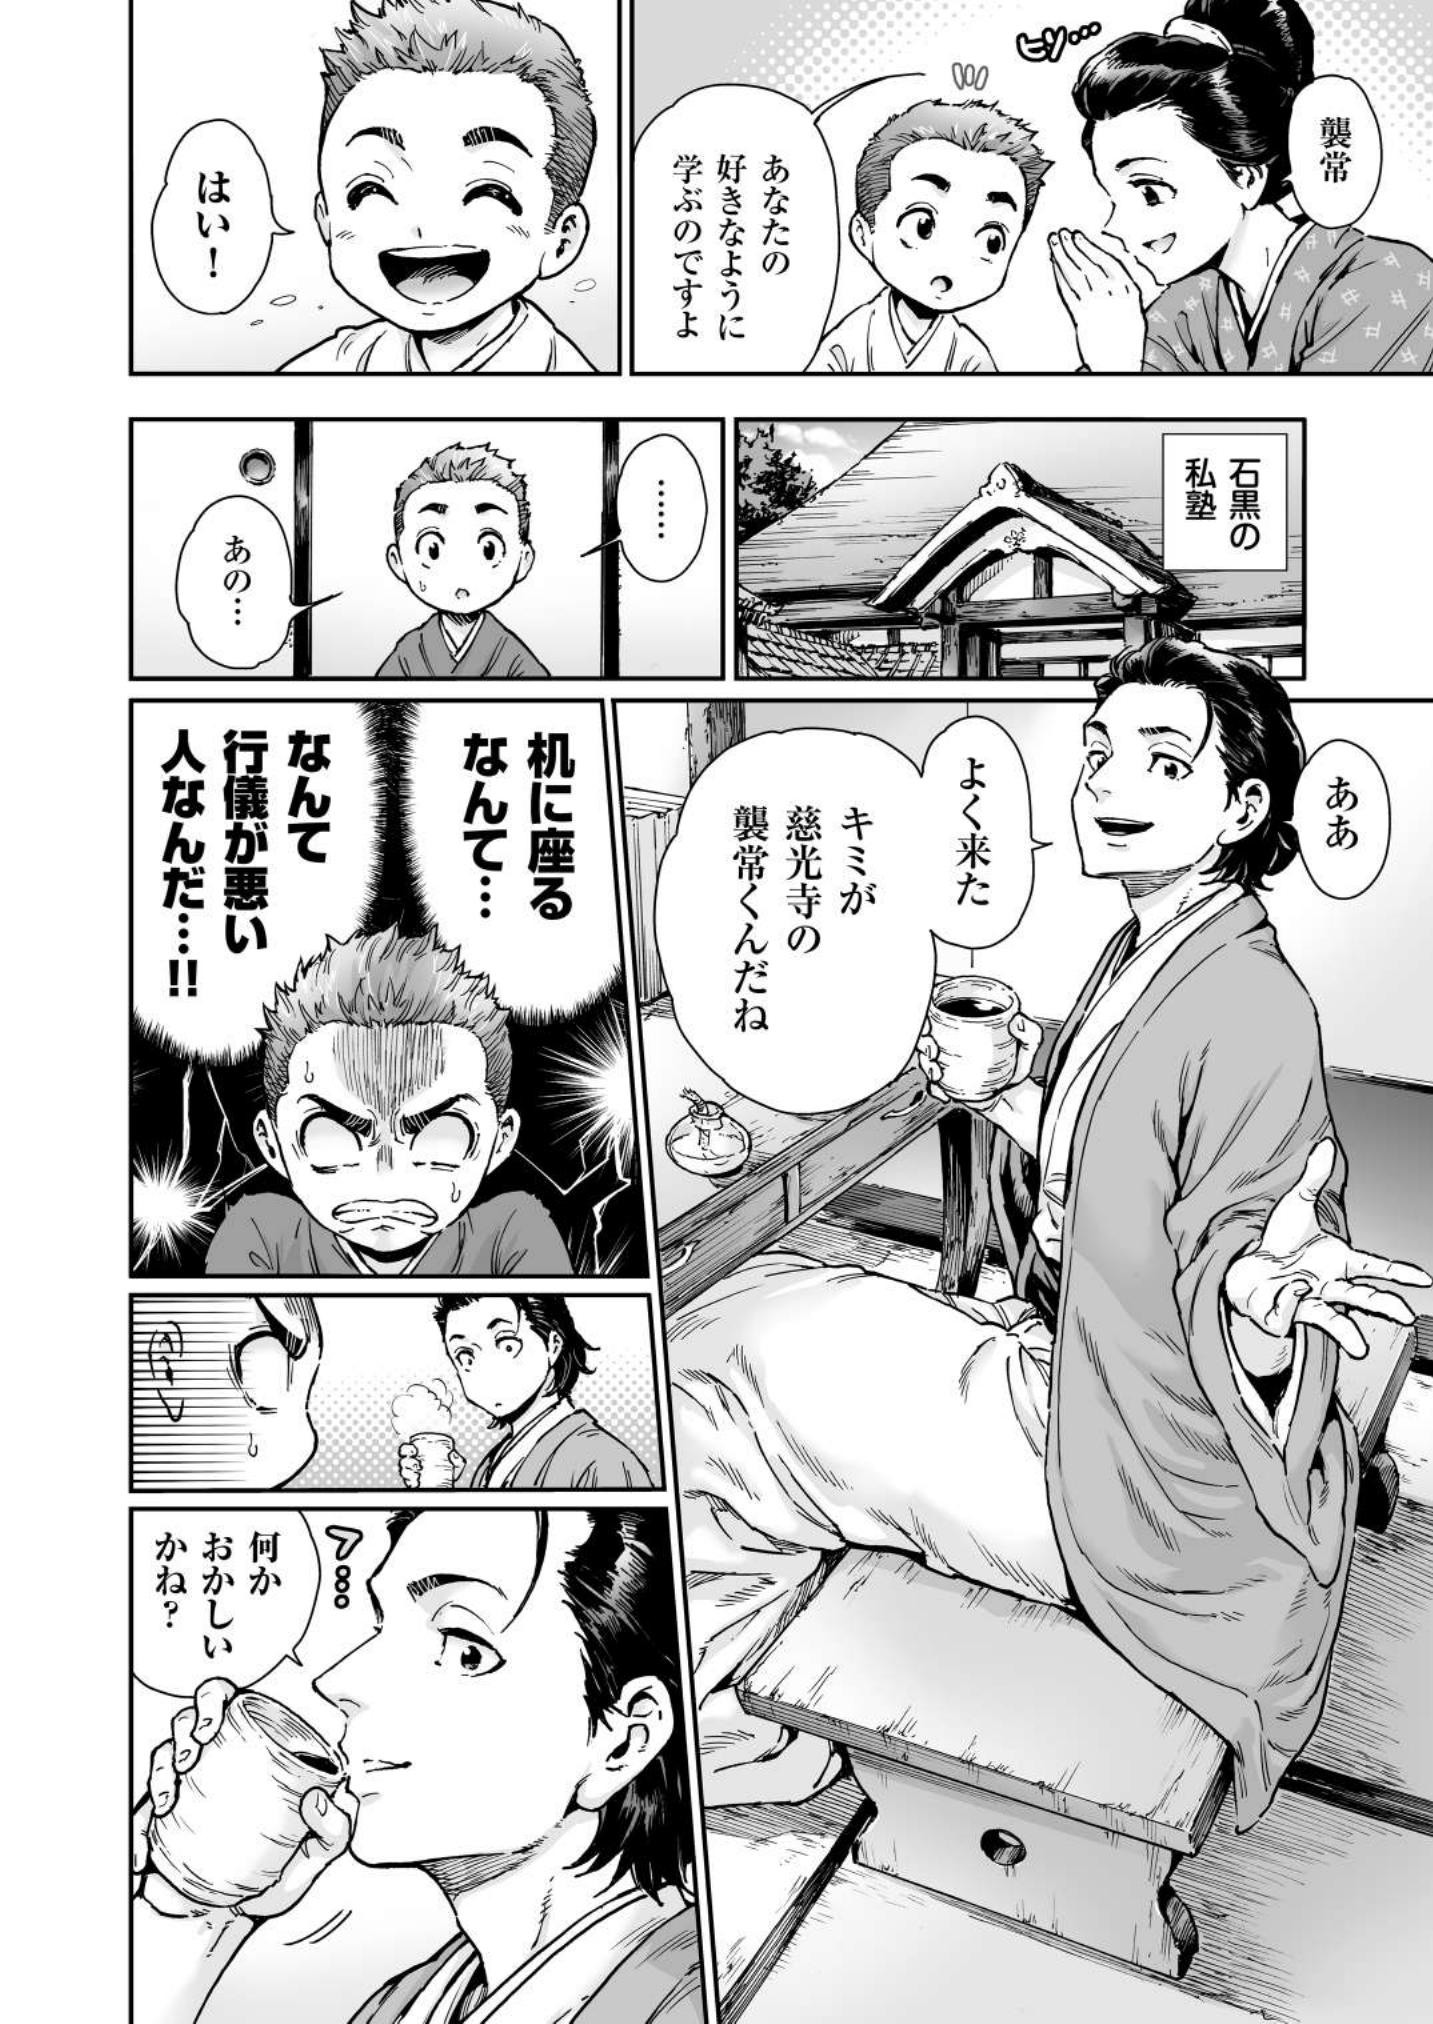 襲常
ヒソ…
あなたの
好きなように
学ぶのですよ
はい！
石黒の
私塾
……
あの…
ああ
よく来た
キミが
慈光寺の
襲常くんだね
机に座る
なんて…
なんて
行儀が悪い
人なんだ…!!
何か
おかしい
かね？